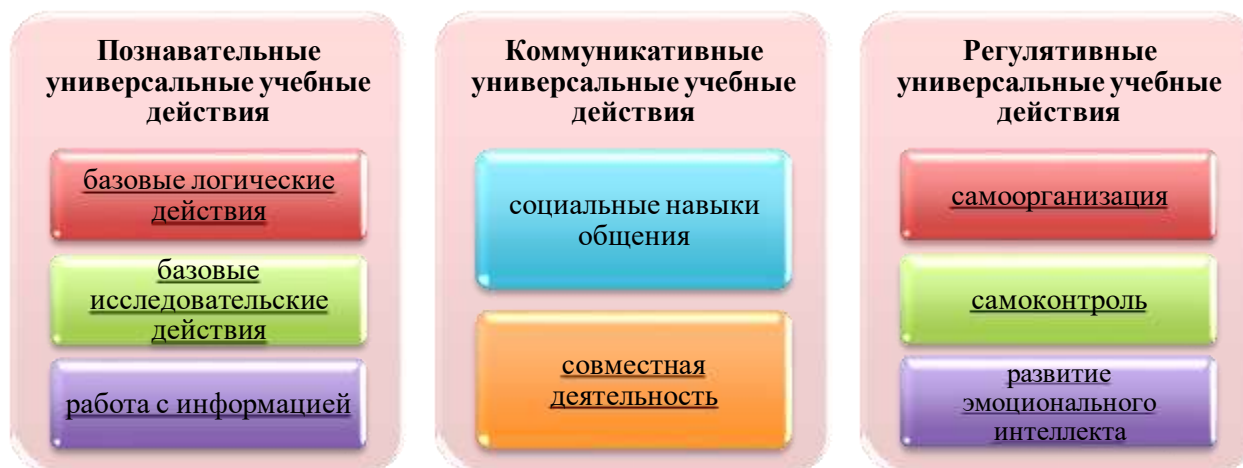 Познавательные
универсальные учебные
действия
базовые логические
действия
базовые
исследовательские
действия
работа с информацией
Коммуникативные
универсальные учебные
действия
социальные навыки
общения
совместная
деятельность
Регулятивные
универсальные учебные
действия
самоорганизация
самоконтроль
развитие
эмоционального
интеллекта